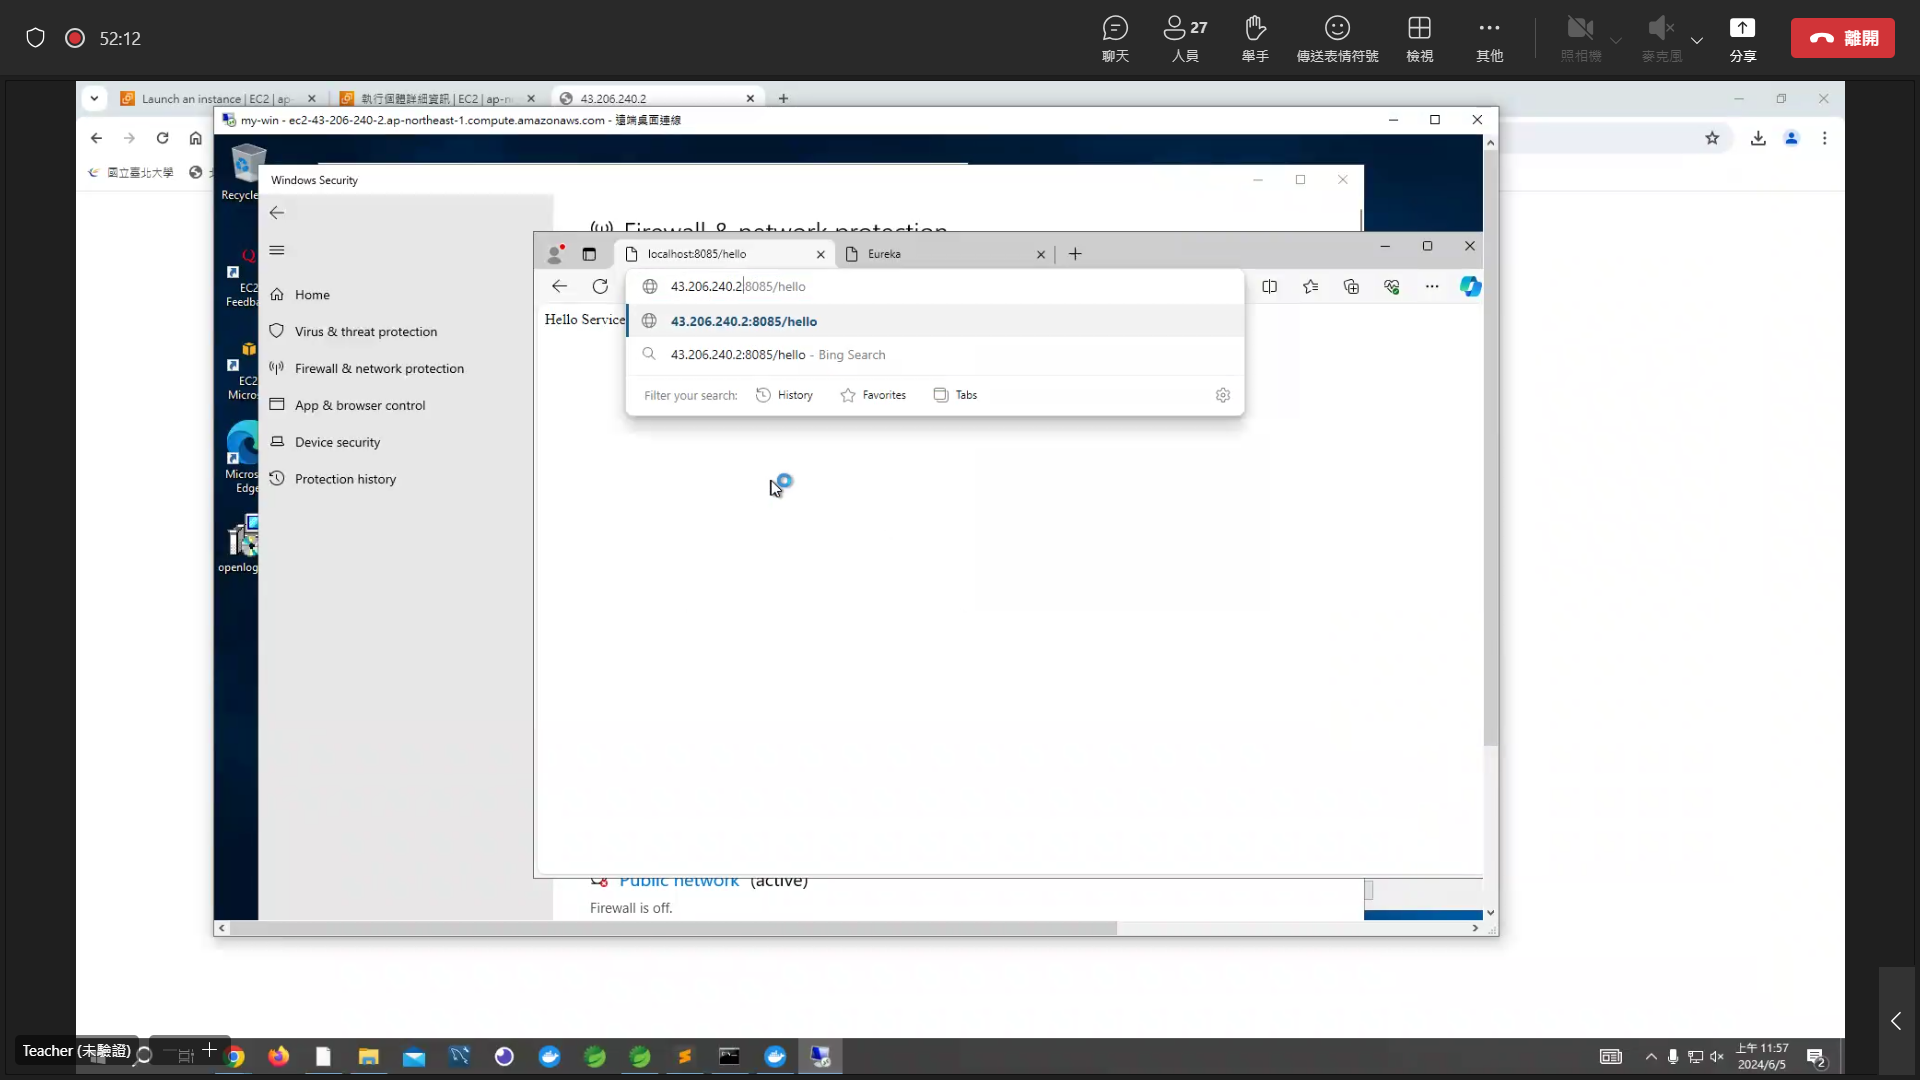 52:12
聊天
27
人員
舉手
傳送表情符號
檢視
其他
照相機
麥克風
分享
離開
Launch an instance | EC2 | ap-
執行個體詳細資訊 | EC2 | ap-n
43.206.240.2
國立臺北大學
my-win - ec2-43-206-240-2.ap-northeast-1.compute.amazonaws.com - 遠端桌面連線
Recycle
EC2
Feedba
EC2
Micro
Micros
Edge
openlog
Windows Security
Home
Virus & threat protection
Firewall & network protection
App & browser control
Device security
Protection history
Firewall & network protection
localhost:8085/hello
Eureka
43.206.240.2:8085/hello
Hello Service
43.206.240.2:8085/hello
43.206.240.2:8085/hello - Bing Search
Filter your search:
History
Favorites
Tabs
Public network (active)
Firewall is off.
Teacher (未驗證)
上午 11:57
2024/6/5
2